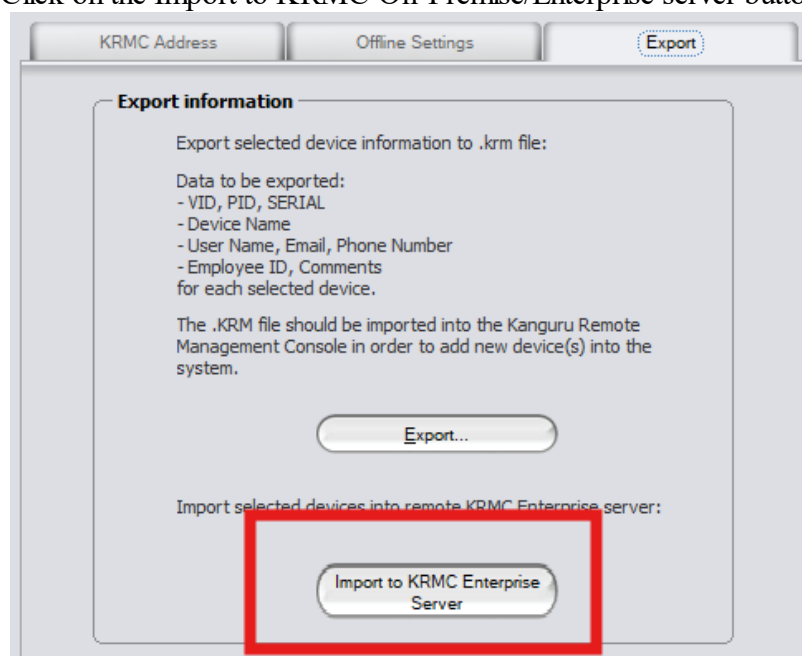 Click on the Import to KRMC On-Premise/Enterprise server butto
KRMC Address
Offline Settings
Export
Export information
Export selected device information to .krm file:
Data to be exported:
- VID, PID, SERIAL
- Device Name
- User Name, Email, Phone Number
- Employee ID, Comments
for each selected device.
The .KRM file should be imported into the Kanguru Remote
Management Console in order to add new device(s) into the
system.
Export...
Import selected devices into remote KRMC Enterprise server:
Import to KRMC Enterprise
Server